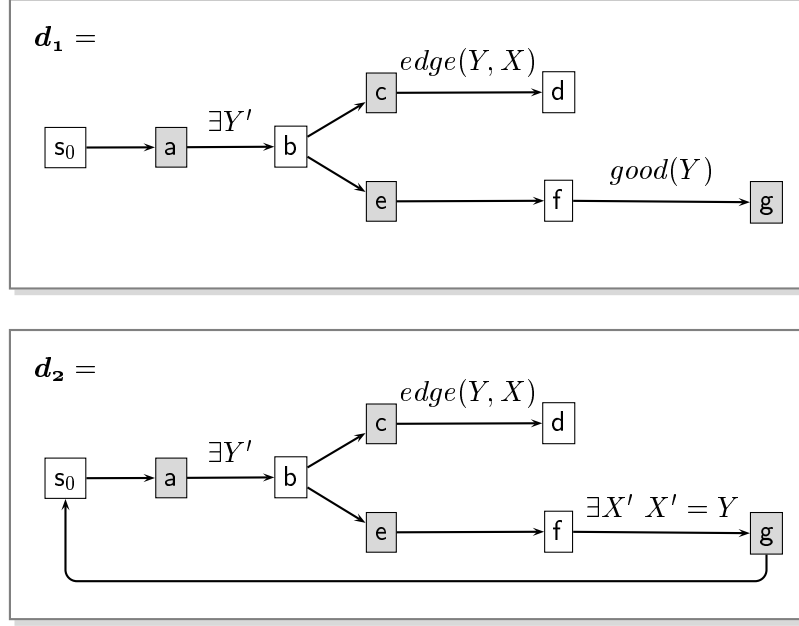 d₁ =
edge(Y, X)
c d
∃Y′
s₀ a b
good(Y)
e f g
d₂ =
edge(Y, X)
c d
∃Y′
s₀ a b
∃X′ X′ = Y
e f g